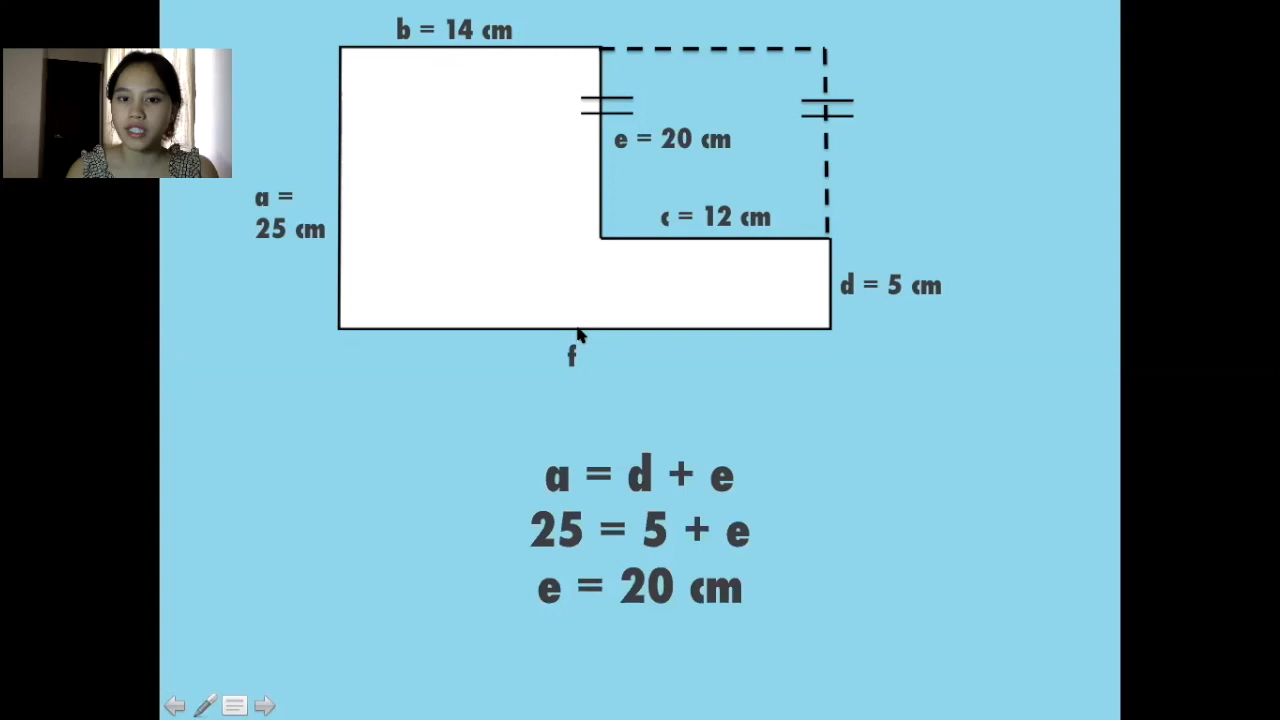 b = 14 cm
e = 20 cm
a =
25 cm
c = 12 cm
d = 5 cm
f
a = d + e
25 = 5 + e
e = 20 cm